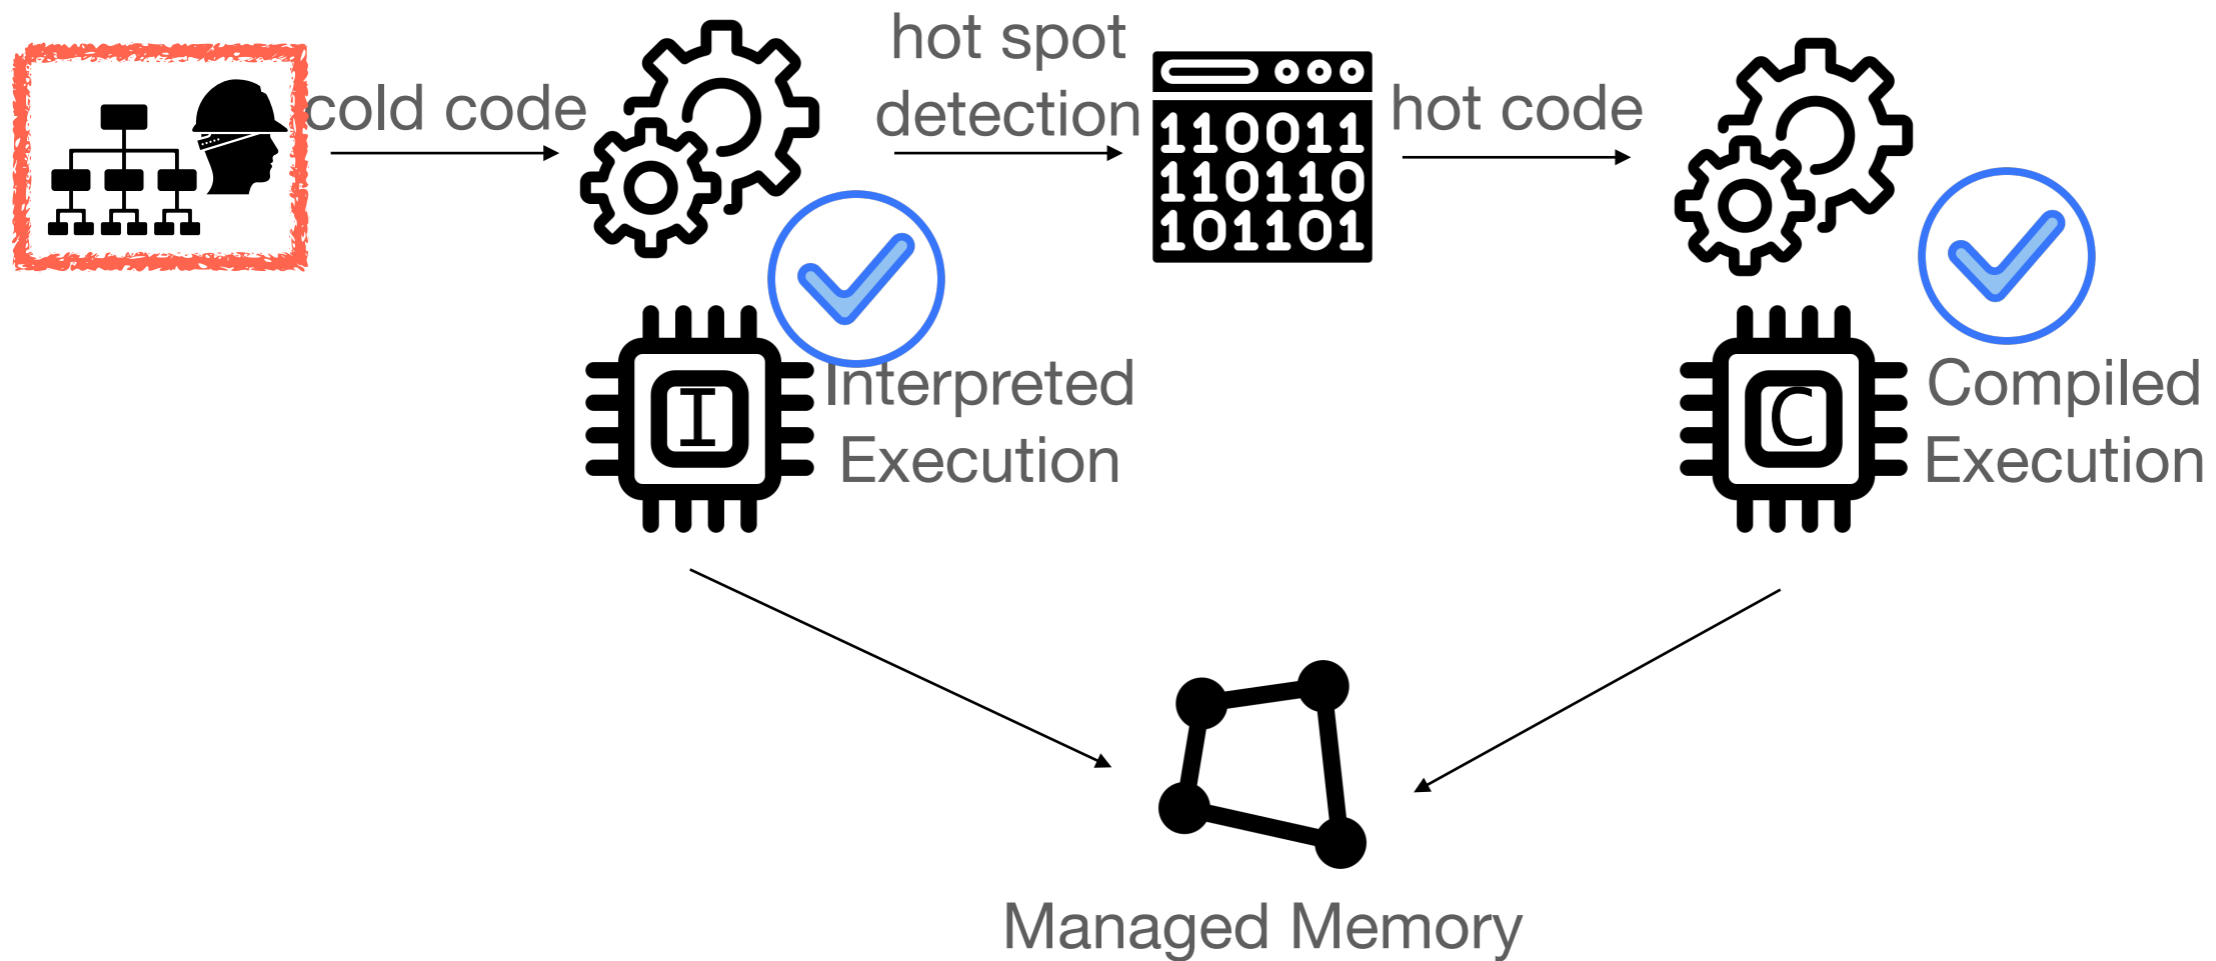 cold code
hot spot
detection
110011
110110
101101
hot code
I
Interpreted
Execution
C
Compiled
Execution
Managed Memory